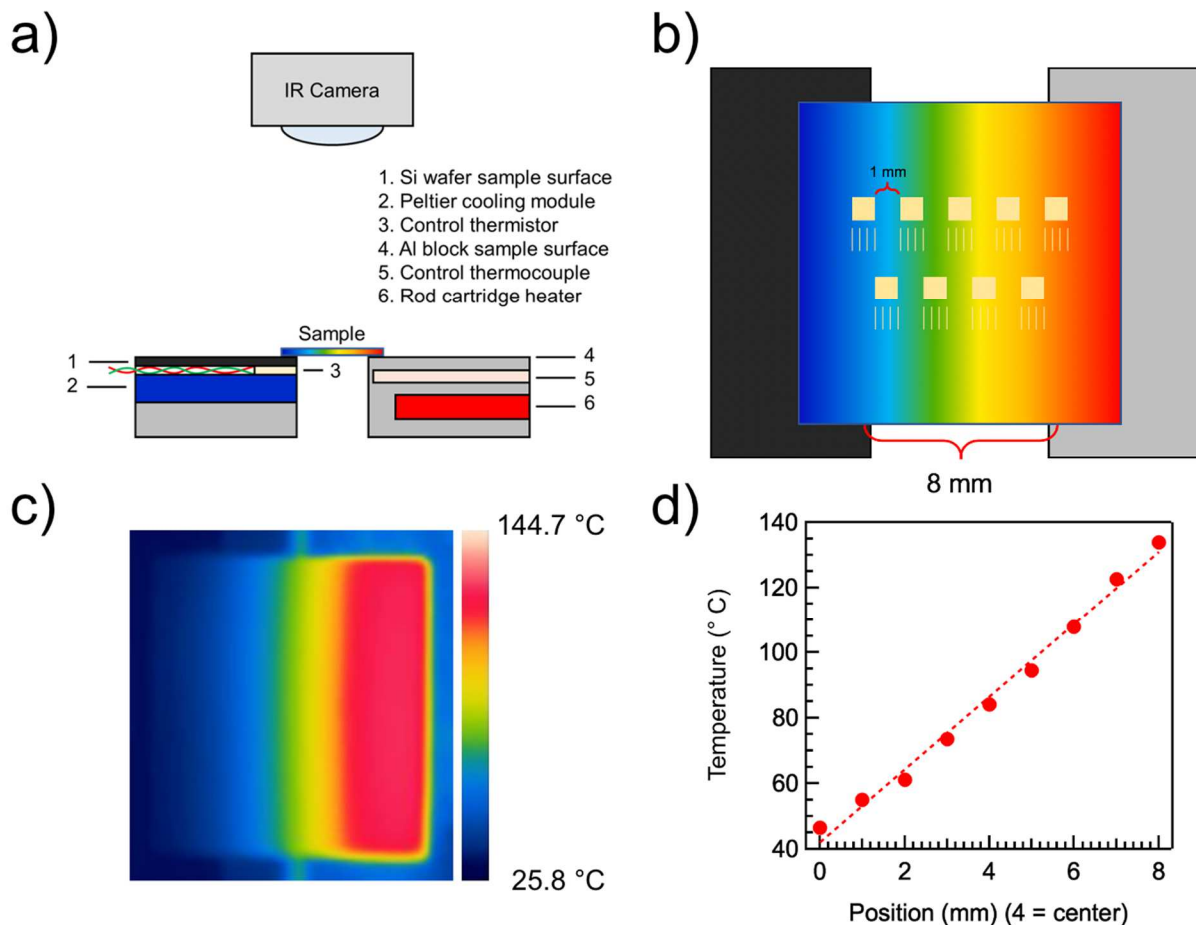 a)
IR Camera
1. Si wafer sample surface
2. Peltier cooling module
3. Control thermistor
4. Al block sample surface
5. Control thermocouple
6. Rod cartridge heater
Sample
1
2
3
4
5
6
b)
1 mm
8 mm
c)
144.7 °C
25.8 °C
d)
Temperature (° C)
140
120
100
80
60
40
0 2 4 6 8
Position (mm) (4 = center)